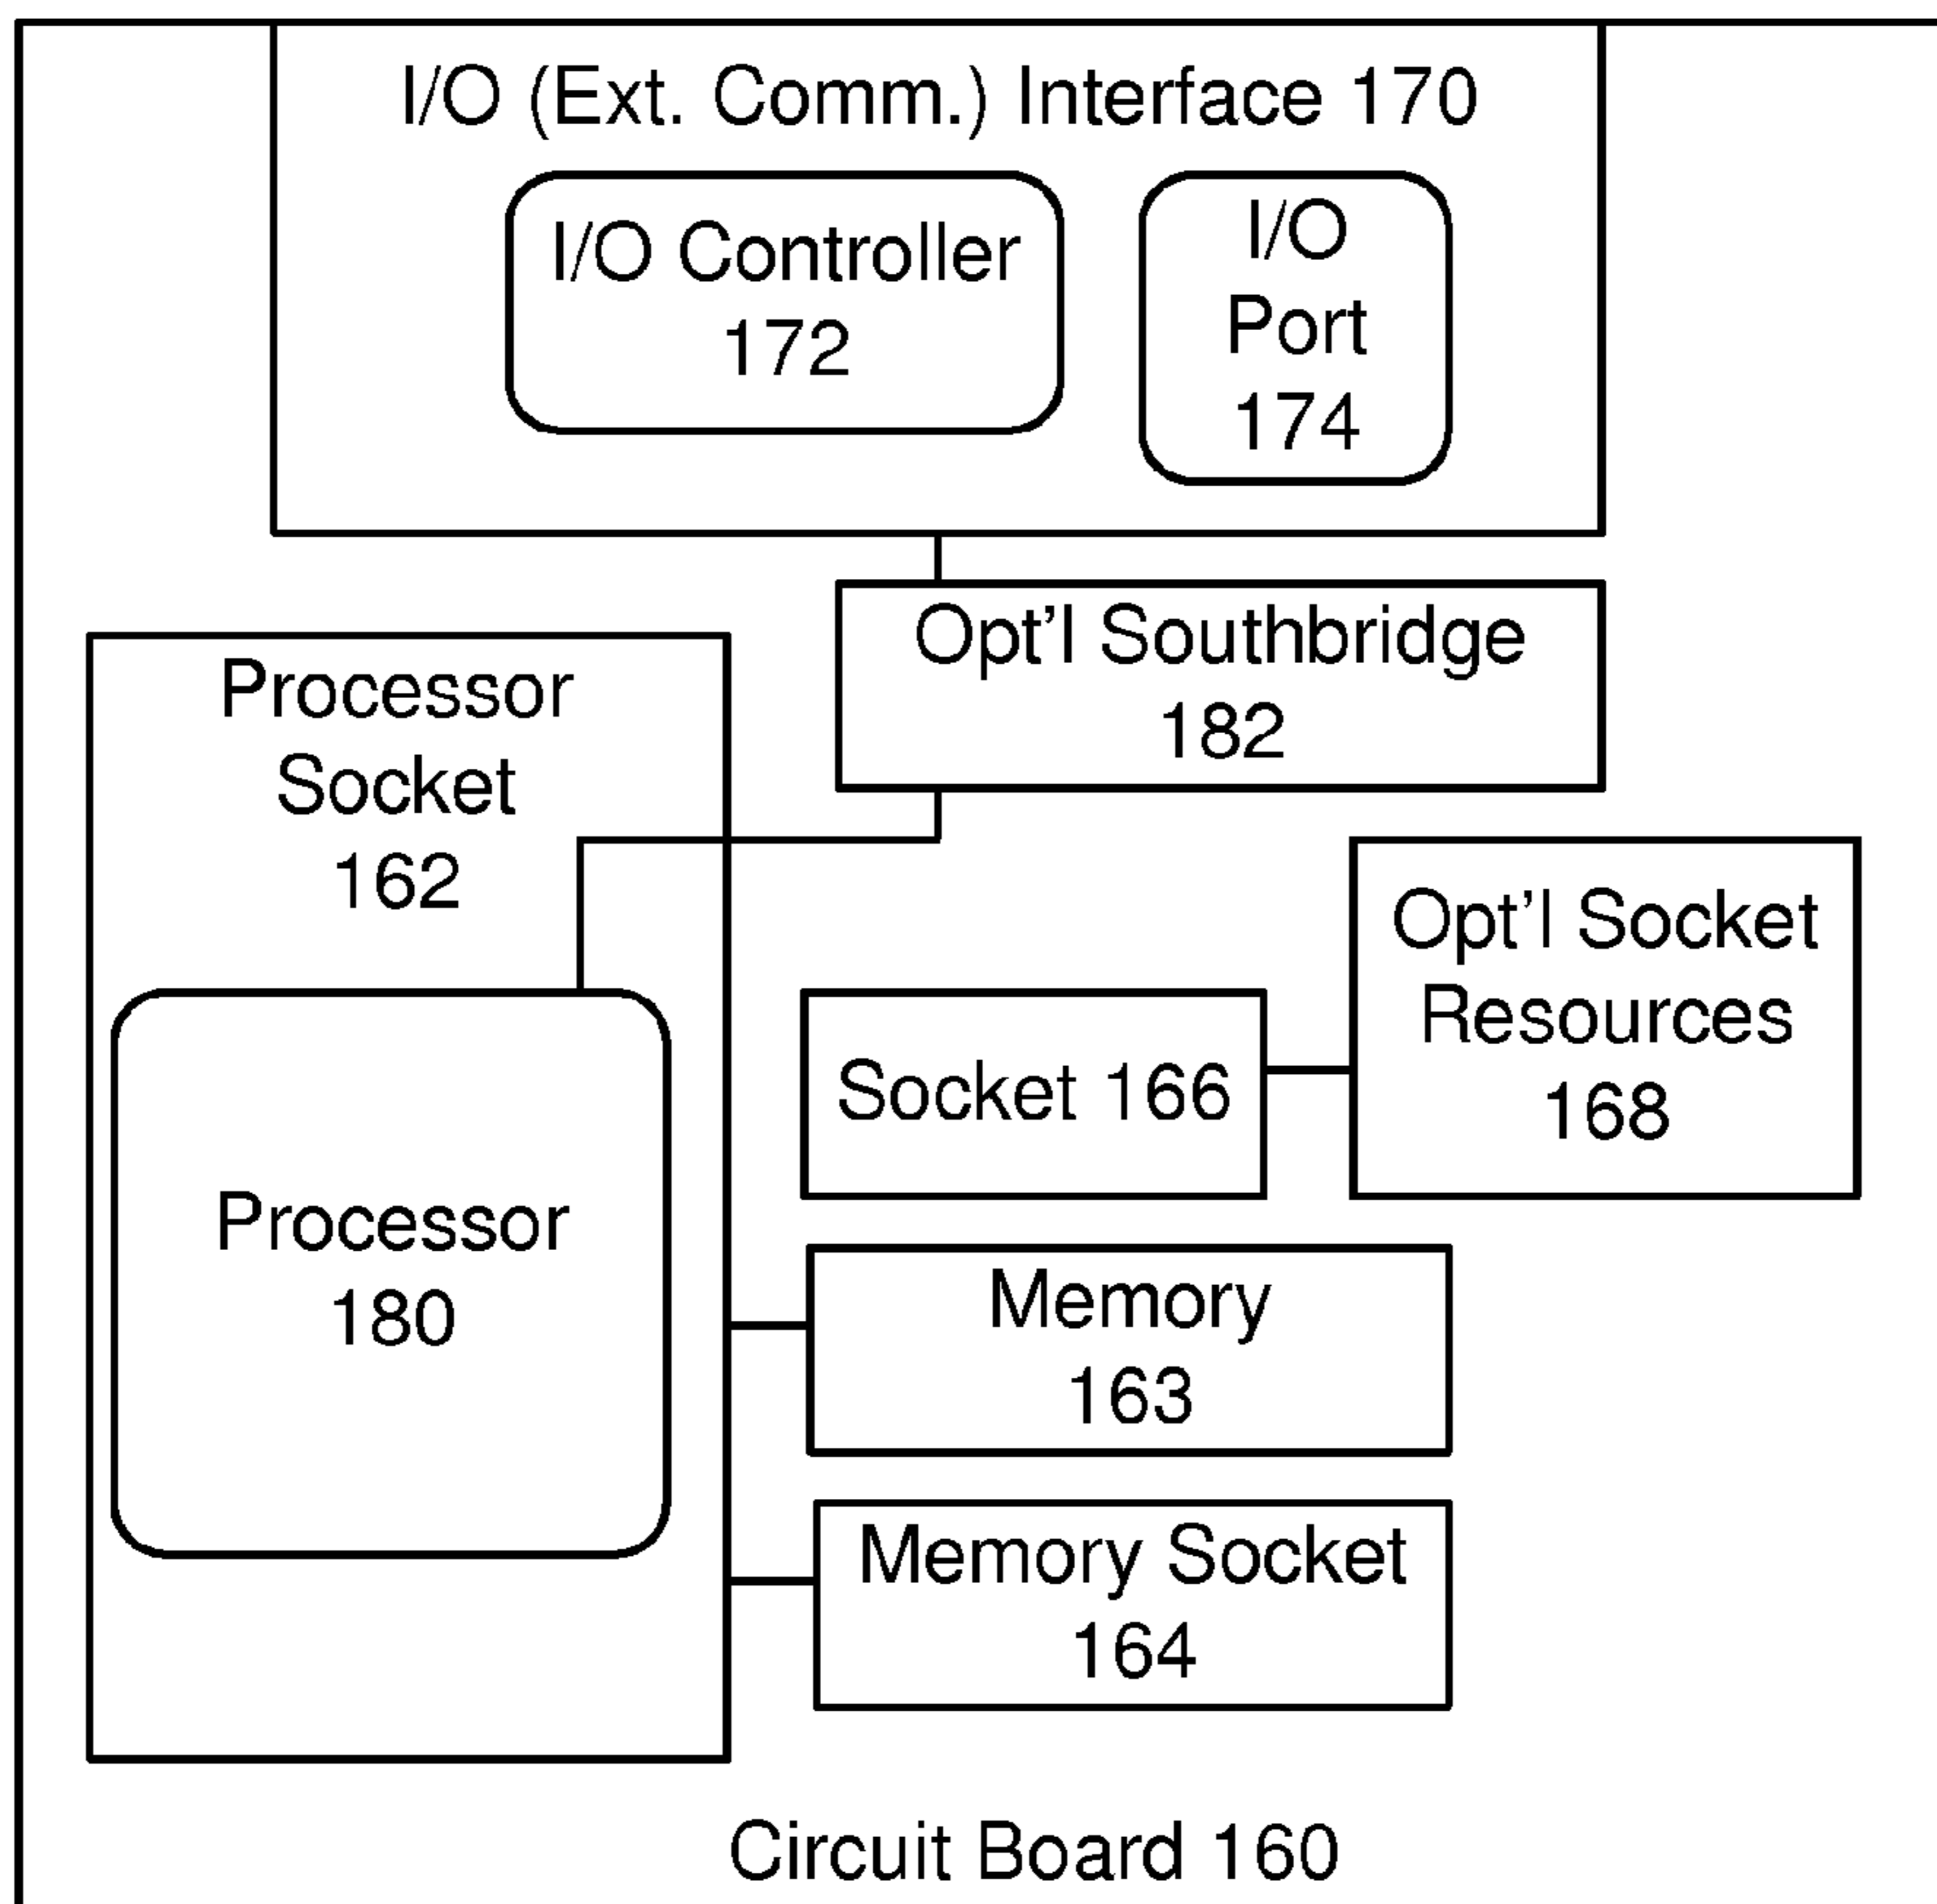 I/O (Ext. Comm.) Interface 170
I/O Controller
172
I/O
Port
174
Opt'l Southbridge
182
Processor
Socket
162
Opt'l Socket
Resources
168
Socket 166
Processor
180
Memory
163
Memory Socket
164
Circuit Board 160